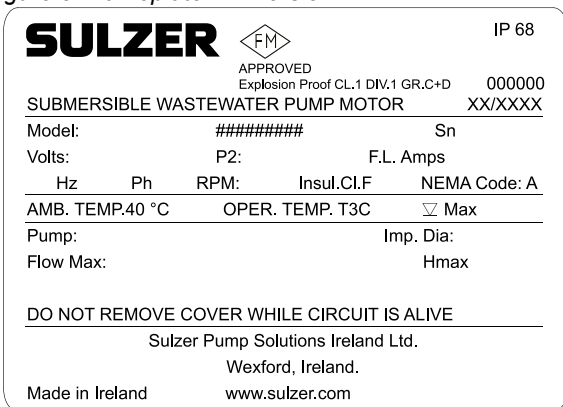 SULZER FM IP 68
APPROVED
Explosion Proof CL.1 DIV.1 GR.C+D 000000
SUBMERSIBLE WASTEWATER PUMP MOTOR XX/XXXX
Model: ######### Sn
Volts: P2: F.L. Amps
Hz Ph RPM: Insul.Cl.F NEMA Code: A
AMB. TEMP.40 °C OPER. TEMP. T3C ▽ Max
Pump: Imp. Dia:
Flow Max: Hmax
DO NOT REMOVE COVER WHILE CIRCUIT IS ALIVE
Sulzer Pump Solutions Ireland Ltd.
Wexford, Ireland.
Made in Ireland www.sulzer.com